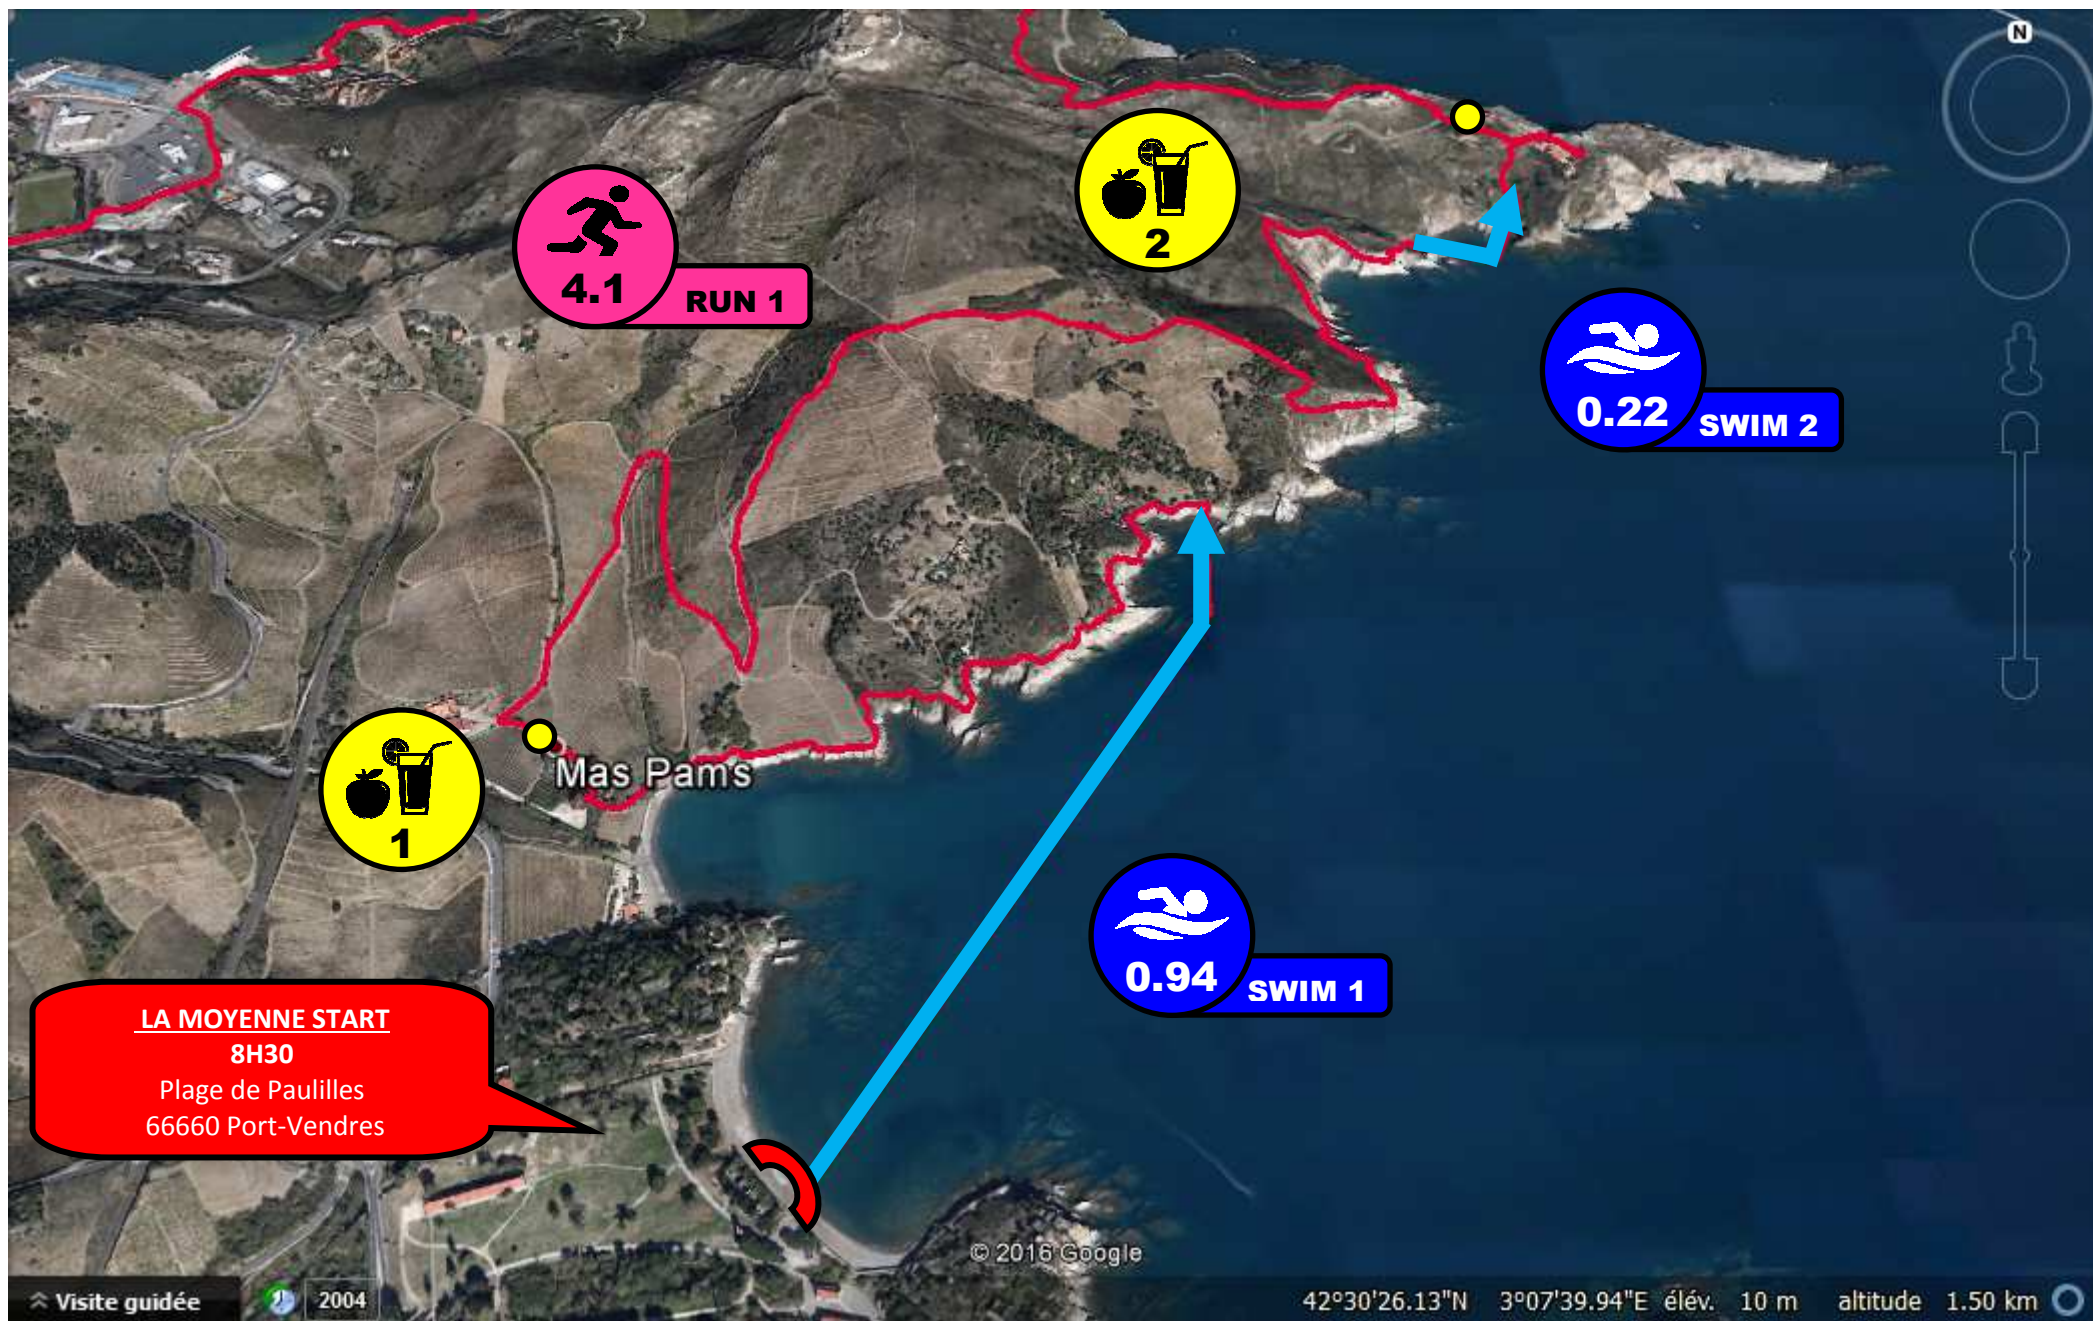 N
2
4.1
RUN 1
0.22
SWIM 2
Mas Pams
1
0.94
SWIM 1
LA MOYENNE START
8H30
Plage de Paulilles
66660 Port-Vendres
© 2016 Google
Visite guidée
2004
42°30'26.13"N 3°07'39.94"E élév. 10 m altitude 1.50 km